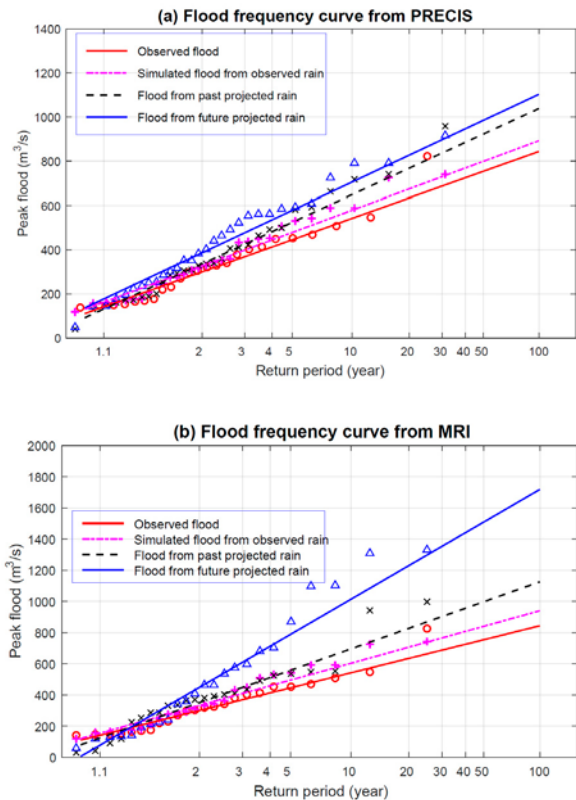 (a) Flood frequency curve from PRECIS
1400
1200
1000
800
600
400
200
0
Peak flood (m³/s)
Observed flood
Simulated flood from observed rain
Flood from past projected rain
Flood from future projected rain
1.1 2 3 4 5 10 20 30 40 50 100
Return period (year)
(b) Flood frequency curve from MRI
2000
1800
1600
1400
1200
1000
800
600
400
200
0
Peak flood (m³/s)
Observed flood
Simulated flood from observed rain
Flood from past projected rain
Flood from future projected rain
1.1 2 3 4 5 10 20 30 40 50 100
Return period (year)